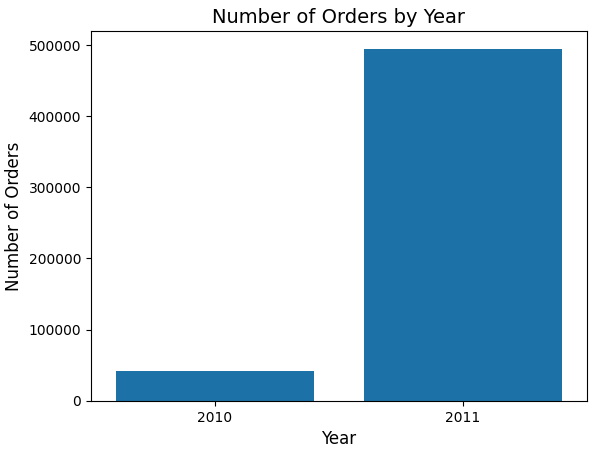 Number of Orders by Year
Number of Orders
500000
400000
300000
200000
100000
0
2010
2011
Year